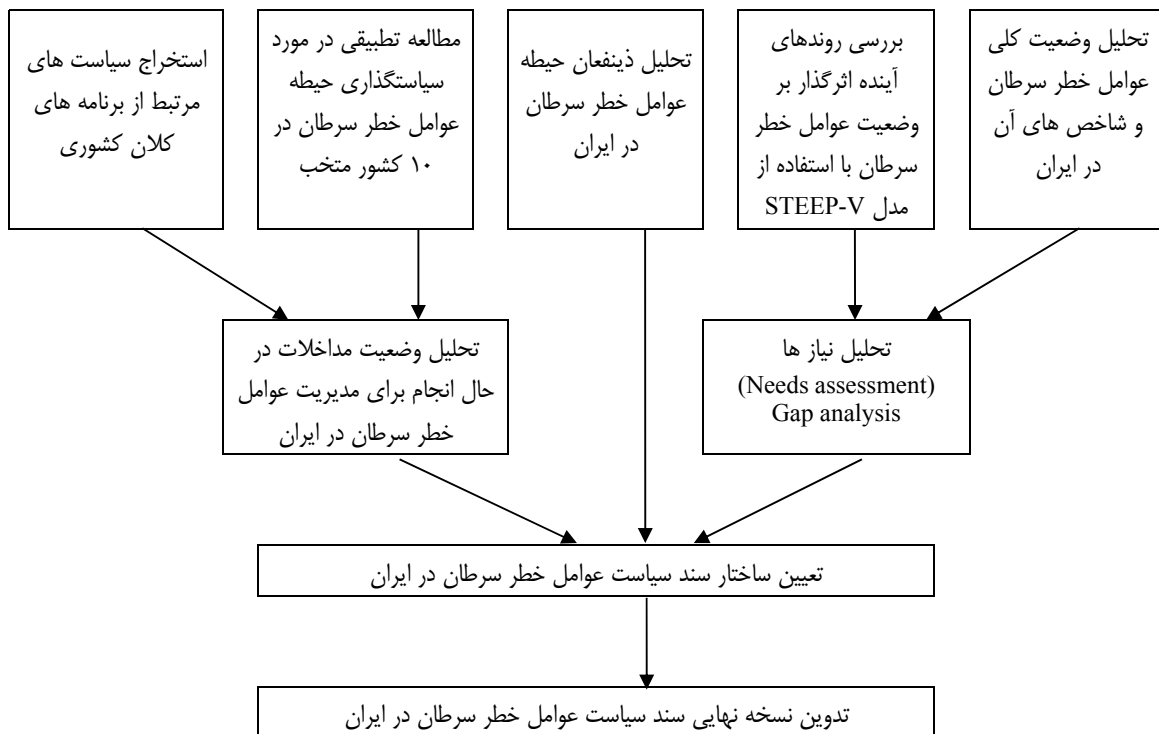 تحلیل وضعیت کلی
عوامل خطر سرطان
و شاخص های آن
در ایران
بررسی روندهای
آینده اثرگذار بر
وضعیت عوامل خطر
سرطان با استفاده از
مدل STEEP-V
تحلیل ذینفعان حیطه
عوامل خطر سرطان
در ایران
مطالعه تطبیقی در مورد
سیاستگذاری حیطه
عوامل خطر سرطان در
۱۰ کشور متخب
استخراج سیاست های
مرتبط از برنامه های
کلان کشوری
تحلیل نیاز ها
(Needs assessment)
Gap analysis
تحلیل وضعیت مداخلات در
حال انجام برای مدیریت عوامل
خطر سرطان در ایران
تعیین ساختار سند سیاست عوامل خطر سرطان در ایران
تدوین نسخه نهایی سند سیاست عوامل خطر سرطان در ایران